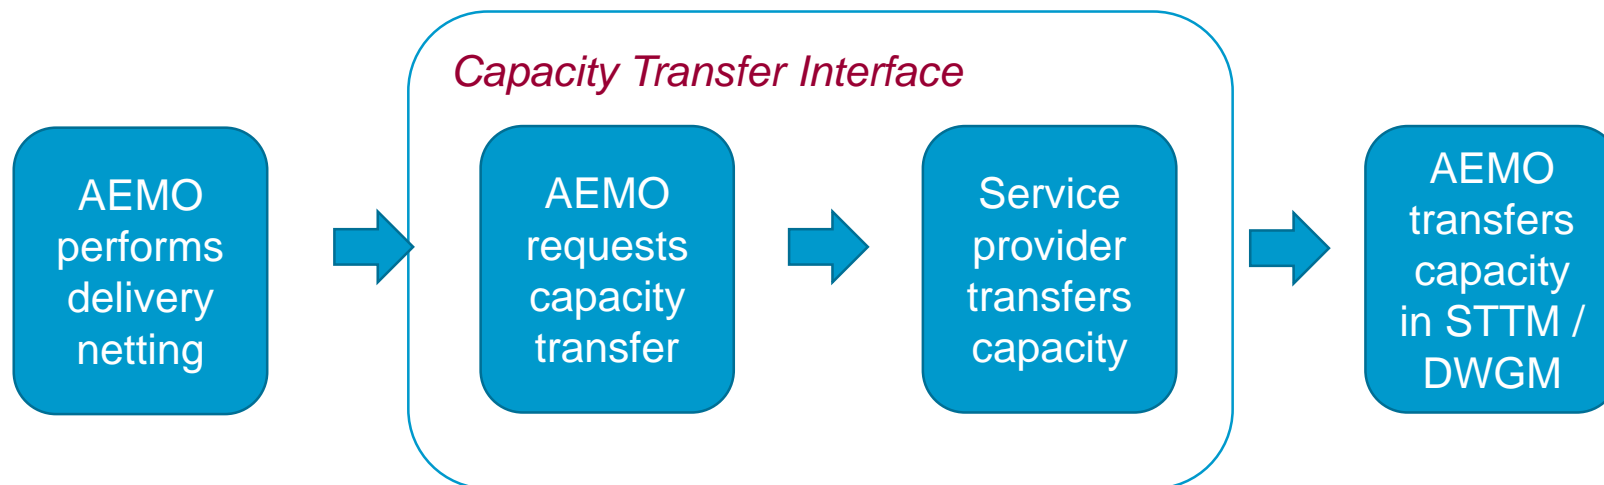 Capacity Transfer Interface
AEMO
performs
delivery
netting
AEMO
requests
capacity
transfer
Service
provider
transfers
capacity
AEMO
transfers
capacity
in STTM /
DWGM